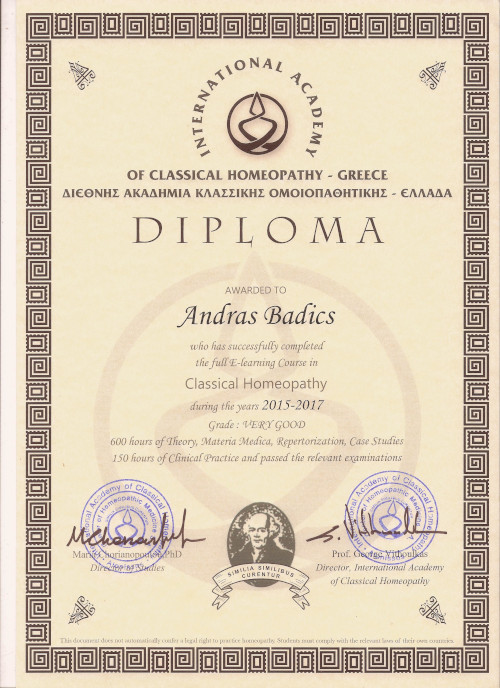 INTERNATIONAL ACADEMY
OF CLASSICAL HOMEOPATHY - GREECE
ΔΙΕΘΝΗΣ ΑΚΑΔΗΜΙΑ ΚΛΑΣΣΙΚΗΣ ΟΜΟΙΟΠΑΘΗΤΙΚΗΣ - ΕΛΛΑΔΑ
DIPLOMA
AWARDED TO
Andras Badics
who has successfully completed
the full E-learning Course in
Classical Homeopathy
during the years 2015-2017
Grade : VERY GOOD
600 hours of Theory, Materia Medica, Repertorization, Case Studies
150 hours of Clinical Practice and passed the relevant examinations
Maria Chorianopoulou, PhD
Director of Studies
SIMILIA SIMILIBUS
CURENTUR
Prof. George Vithoulkas
Director, International Academy
of Classical Homeopathy
This document does not automatically confer a legal right to practice homeopathy. Students must comply with the relevant laws of their own countries